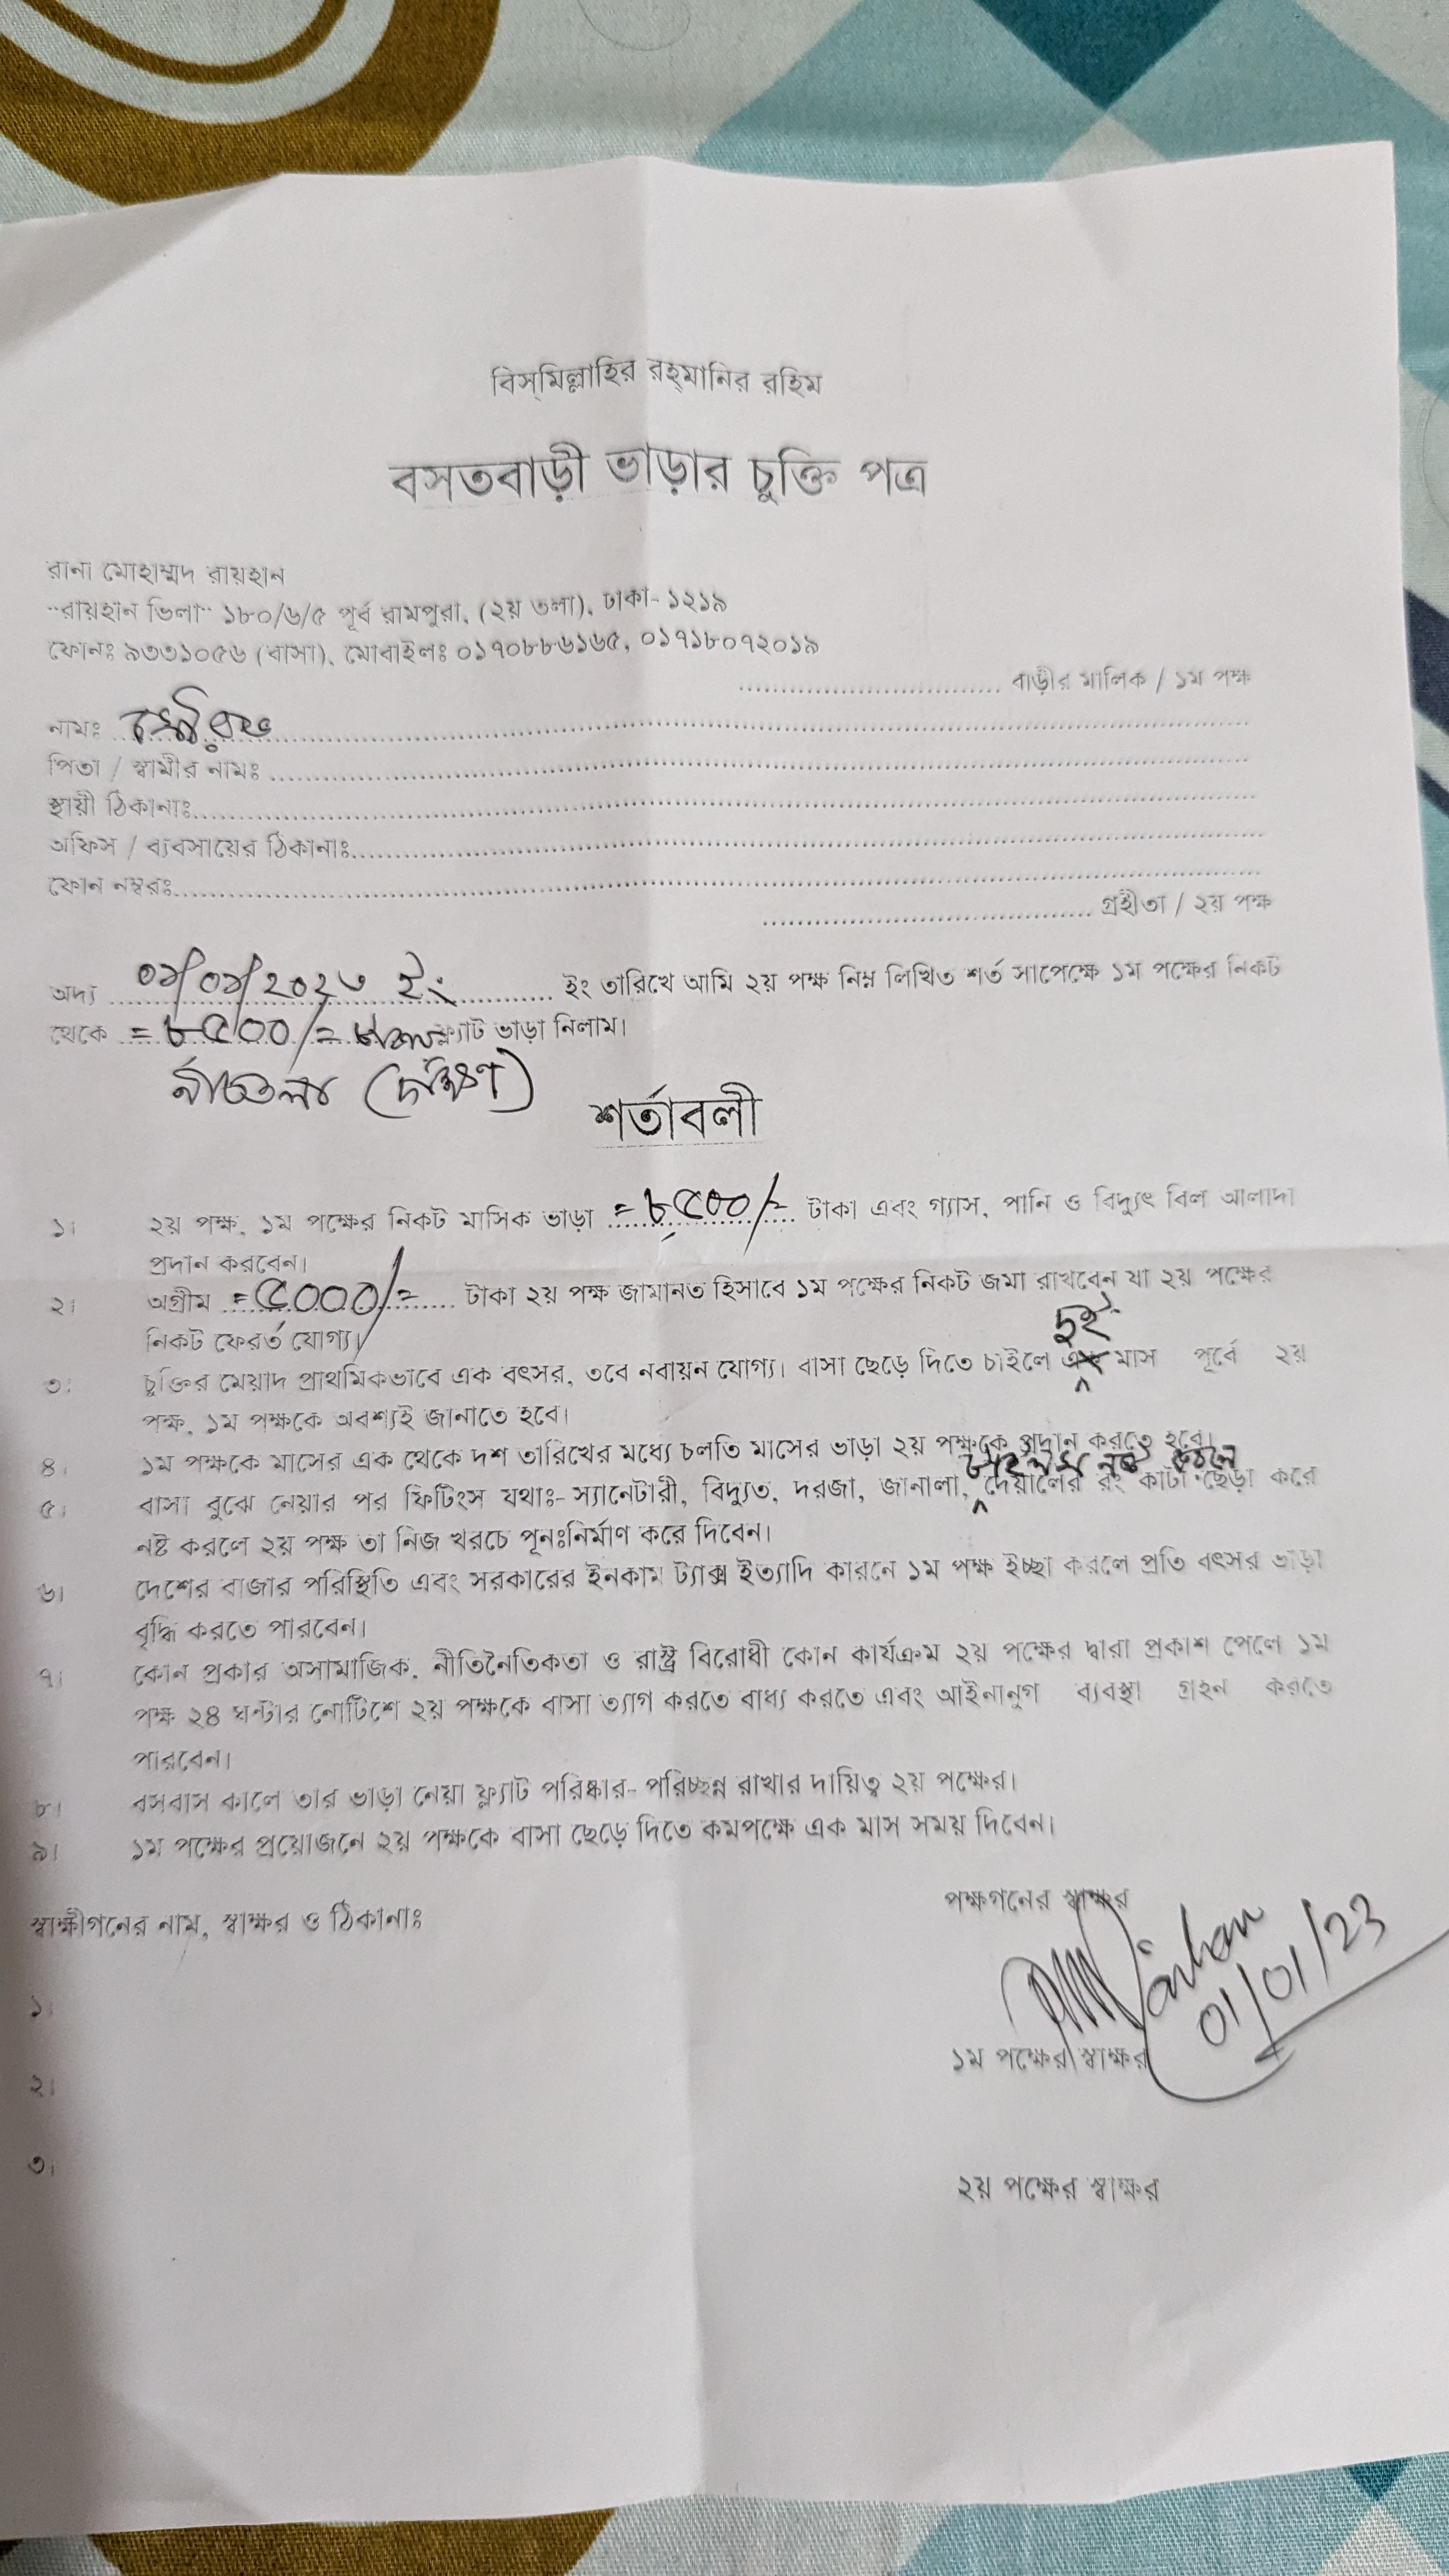 বিস্‌মিল্লাহির রহ্‌মানির রহিম
বসতবাড়ী ভাড়ার চুক্তি পত্র
রানা মোহাম্মদ রায়হান
"রায়হান ভিলা" ১৮০/৬/৫ পূর্ব রামপুরা, (২য় তলা), ঢাকা- ১২১৯
ফোনঃ ৯৩৩১০৫৬ (বাসা), মোবাইলঃ ০১৭০৮৮৬১৬৫, ০১৭১৮০৭২০১৯
.............................. বাড়ীর মালিক / ১ম পক্ষ
নামঃ
পিতা / স্বামীর নামঃ
স্থায়ী ঠিকানাঃ
অফিস / ব্যবসায়ের ঠিকানাঃ
ফোন নম্বরঃ
.............................. গ্রহীতা / ২য় পক্ষ
অদ্য ০১/০১/২০২৩ ইং ইং তারিখে আমি ২য় পক্ষ নিম্ন লিখিত শর্ত সাপেক্ষে ১ম পক্ষের নিকট
থেকে =৮৫০০/= ফ্ল্যাট ভাড়া নিলাম।
নীচতলা (দক্ষিণ)
শর্তাবলী
১। ২য় পক্ষ, ১ম পক্ষের নিকট মাসিক ভাড়া =৮৫০০/= টাকা এবং গ্যাস, পানি ও বিদ্যুৎ বিল আলাদা
প্রদান করবেন।
২। অগ্রীম =৫০০০/= টাকা ২য় পক্ষ জামানত হিসাবে ১ম পক্ষের নিকট জমা রাখবেন যা ২য় পক্ষের
নিকট ফেরর্ত যোগ্য।
দুই
৩। চুক্তির মেয়াদ প্রাথমিকভাবে এক বৎসর, তবে নবায়ন যোগ্য। বাসা ছেড়ে দিতে চাইলে এক মাস পূর্বে ২য়
পক্ষ, ১ম পক্ষকে অবশ্যই জানাতে হবে।
৪। ১ম পক্ষকে মাসের এক থেকে দশ তারিখের মধ্যে চলতি মাসের ভাড়া ২য় পক্ষকে প্রদান করতে হবে।
টাইলস নষ্ট করলে
৫। বাসা বুঝে নেয়ার পর ফিটিংস যথাঃ- স্যানেটারী, বিদ্যুত, দরজা, জানালা, দেয়ালের রং কাটা ছেড়া করে
নষ্ট করলে ২য় পক্ষ তা নিজ খরচে পূনঃনির্মাণ করে দিবেন।
৬। দেশের বাজার পরিস্থিতি এবং সরকারের ইনকাম ট্যাক্স ইত্যাদি কারনে ১ম পক্ষ ইচ্ছা করলে প্রতি বৎসর ভাড়া
বৃদ্ধি করতে পারবেন।
৭। কোন প্রকার অসামাজিক, নীতিনৈতিকতা ও রাস্ট্র বিরোধী কোন কার্যক্রম ২য় পক্ষের দ্বারা প্রকাশ পেলে ১ম
পক্ষ ২৪ ঘন্টার নোটিশে ২য় পক্ষকে বাসা ত্যাগ করতে বাধ্য করতে এবং আইনানুগ ব্যবস্থা গ্রহন করতে
পারবেন।
৮। বসবাস কালে তার ভাড়া নেয়া ফ্ল্যাট পরিষ্কার- পরিচ্ছন্ন রাখার দায়িত্ব ২য় পক্ষের।
৯। ১ম পক্ষের প্রয়োজনে ২য় পক্ষকে বাসা ছেড়ে দিতে কমপক্ষে এক মাস সময় দিবেন।
পক্ষগনের স্বাক্ষর
স্বাক্ষীগনের নাম, স্বাক্ষর ও ঠিকানাঃ
01/01/23
১।
১ম পক্ষের স্বাক্ষর
২।
৩।
২য় পক্ষের স্বাক্ষর